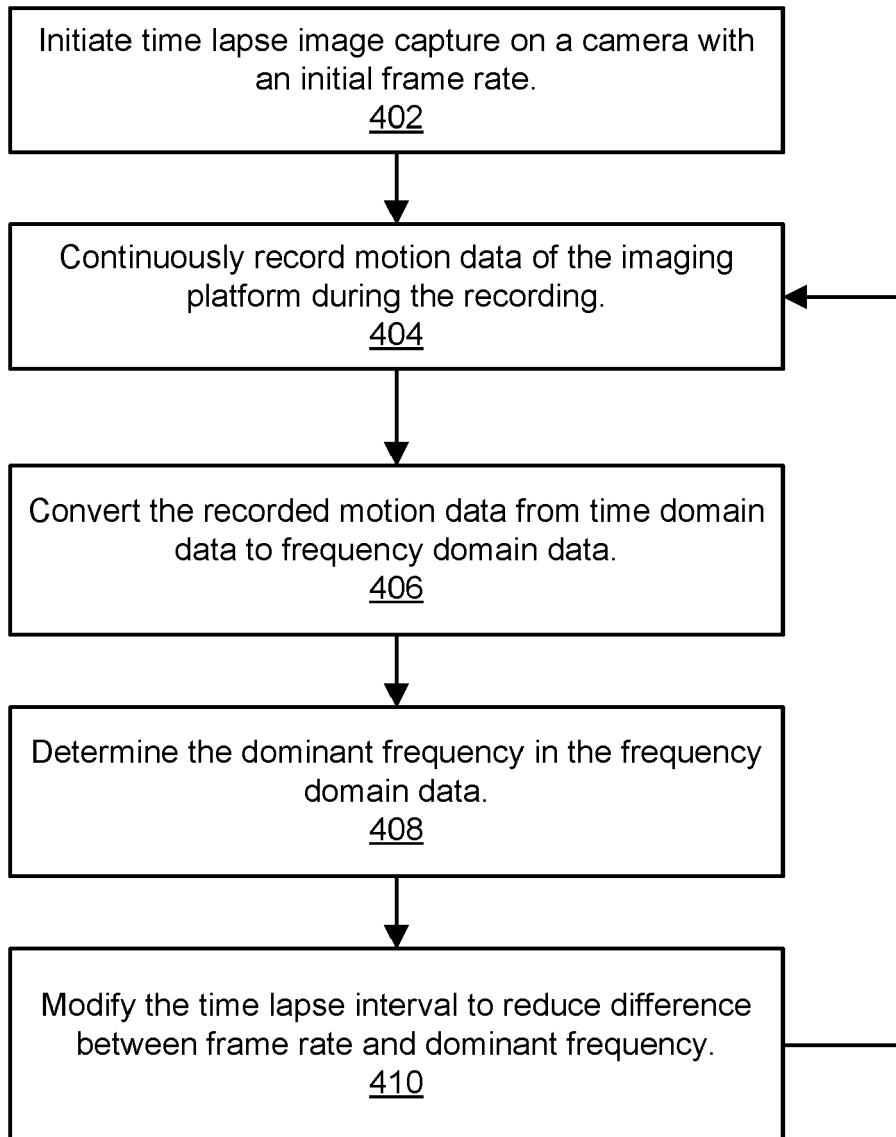 Initiate time lapse image capture on a camera with
an initial frame rate.
402
Continuously record motion data of the imaging
platform during the recording.
404
Convert the recorded motion data from time domain
data to frequency domain data.
406
Determine the dominant frequency in the frequency
domain data.
408
Modify the time lapse interval to reduce difference
between frame rate and dominant frequency.
410